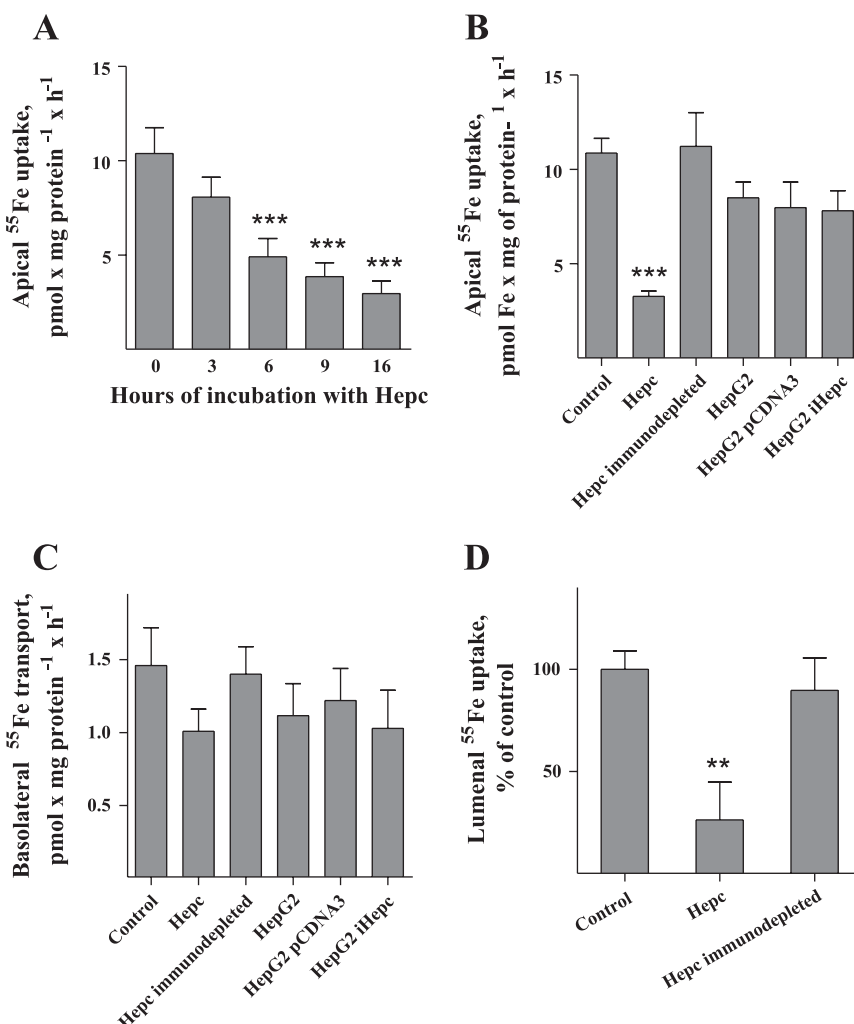 A
Apical ⁵⁵Fe uptake,
pmol x mg protein ⁻¹ x h⁻¹
15
10
5
***
***
***
0 3 6 9 16
Hours of incubation with Hepc
B
Apical ⁵⁵Fe uptake,
pmol Fe x mg of protein- ¹ x h⁻¹
15
10
5
***
Control
Hepc
Hepc immunodepleted
HepG2
HepG2 pCDNA3
HepG2 iHepc
C
Basolateral ⁵⁵Fe transport,
pmol x mg protein ⁻¹ x h⁻¹
1.5
1.0
0.5
Control
Hepc
Hepc immunodepleted
HepG2
HepG2 pCDNA3
HepG2 iHepc
D
Lumenal ⁵⁵Fe uptake,
% of control
100
50
**
Control
Hepc
Hepc immunodepleted